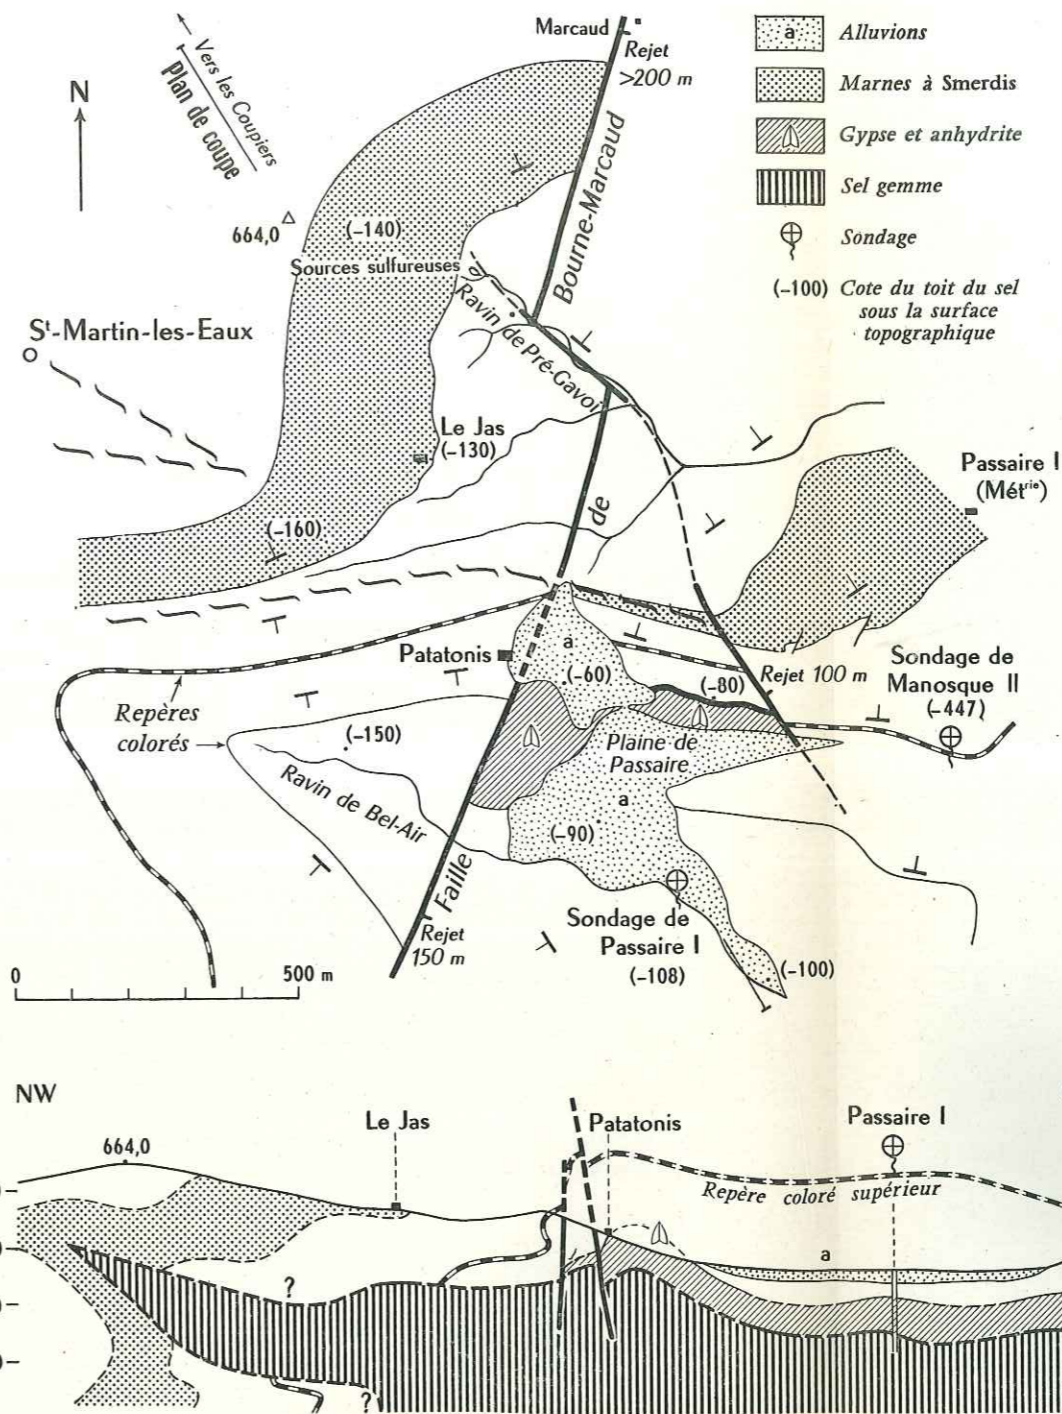 Vers les Coupiers
Plan de coupe
N
Marcaud
Rejet
>200 m
a
Alluvions
Marnes à Smerdis
Gypse et anhydrite
Sel gemme
Sondage
(-100)
Cote du toit du sel
sous la surface
topographique
664,0
(-140)
Sources sulfureuses
Bourne-Marcaud
Ravin de Pré-Gavoi
St-Martin-les-Eaux
Le Jas
(-130)
(-160)
de
Passaire I
(Métrie)
Patatonis
a
(-60)
(-80)
Rejet 100 m
Sondage de
Manosque II
(-447)
Repères
colorés
(-150)
Ravin de Bel-Air
Plaine de
Passaire
a
(-90)
Faille
Rejet
150 m
Sondage de
Passaire I
(-108)
(-100)
0
500 m
NW
664,0
Le Jas
Patatonis
Passaire I
Repère coloré supérieur
a
?
?